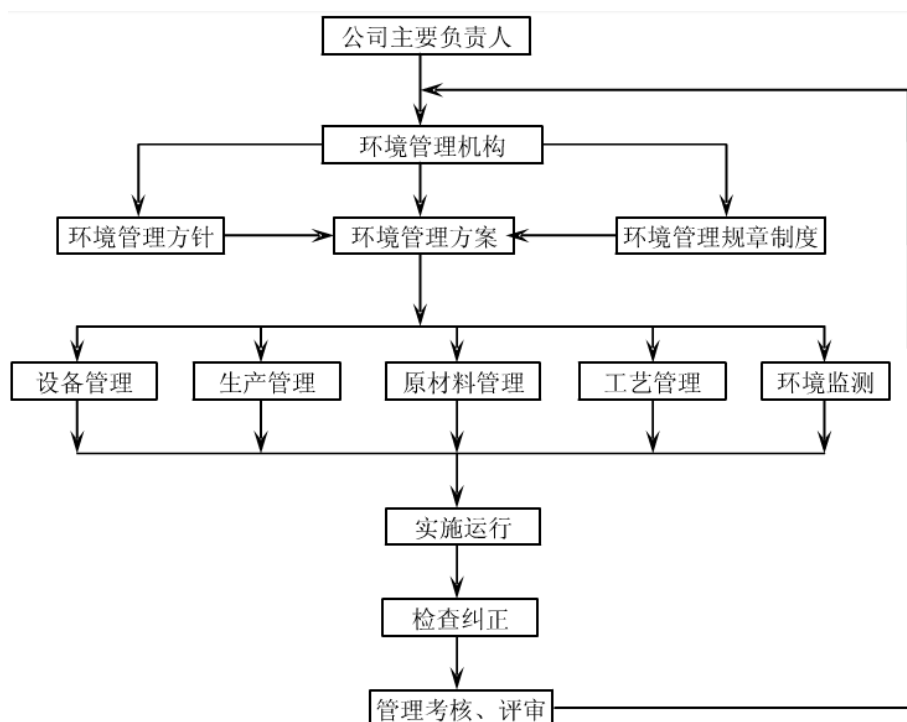 公司主要负责人
环境管理机构
环境管理方针
环境管理方案
环境管理规章制度
设备管理
生产管理
原材料管理
工艺管理
环境监测
实施运行
检查纠正
管理考核、评审